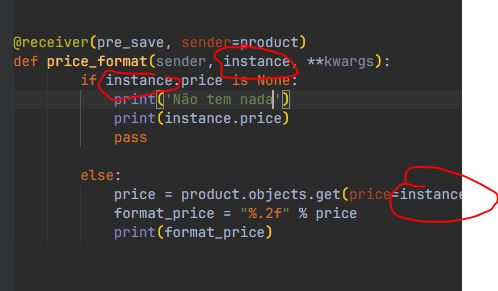 @receiver(pre_save, sender=product)
def price_format(sender, instance, **kwargs):
if instance.price is None:
print('Não tem nada')
print(instance.price)
pass
else:
price = product.objects.get(price=instance
format_price = "%.2f" % price
print(format_price)